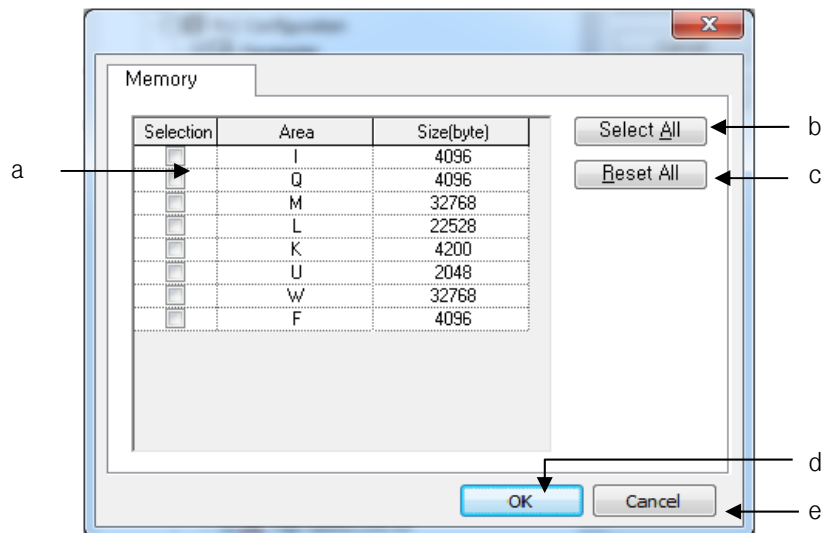 Memory
Selection Area Size(byte)
I 4096
Q 4096
M 32768
L 22528
K 4200
U 2048
W 32768
F 4096
Select All
Reset All
OK
Cancel
a
b
c
d
e